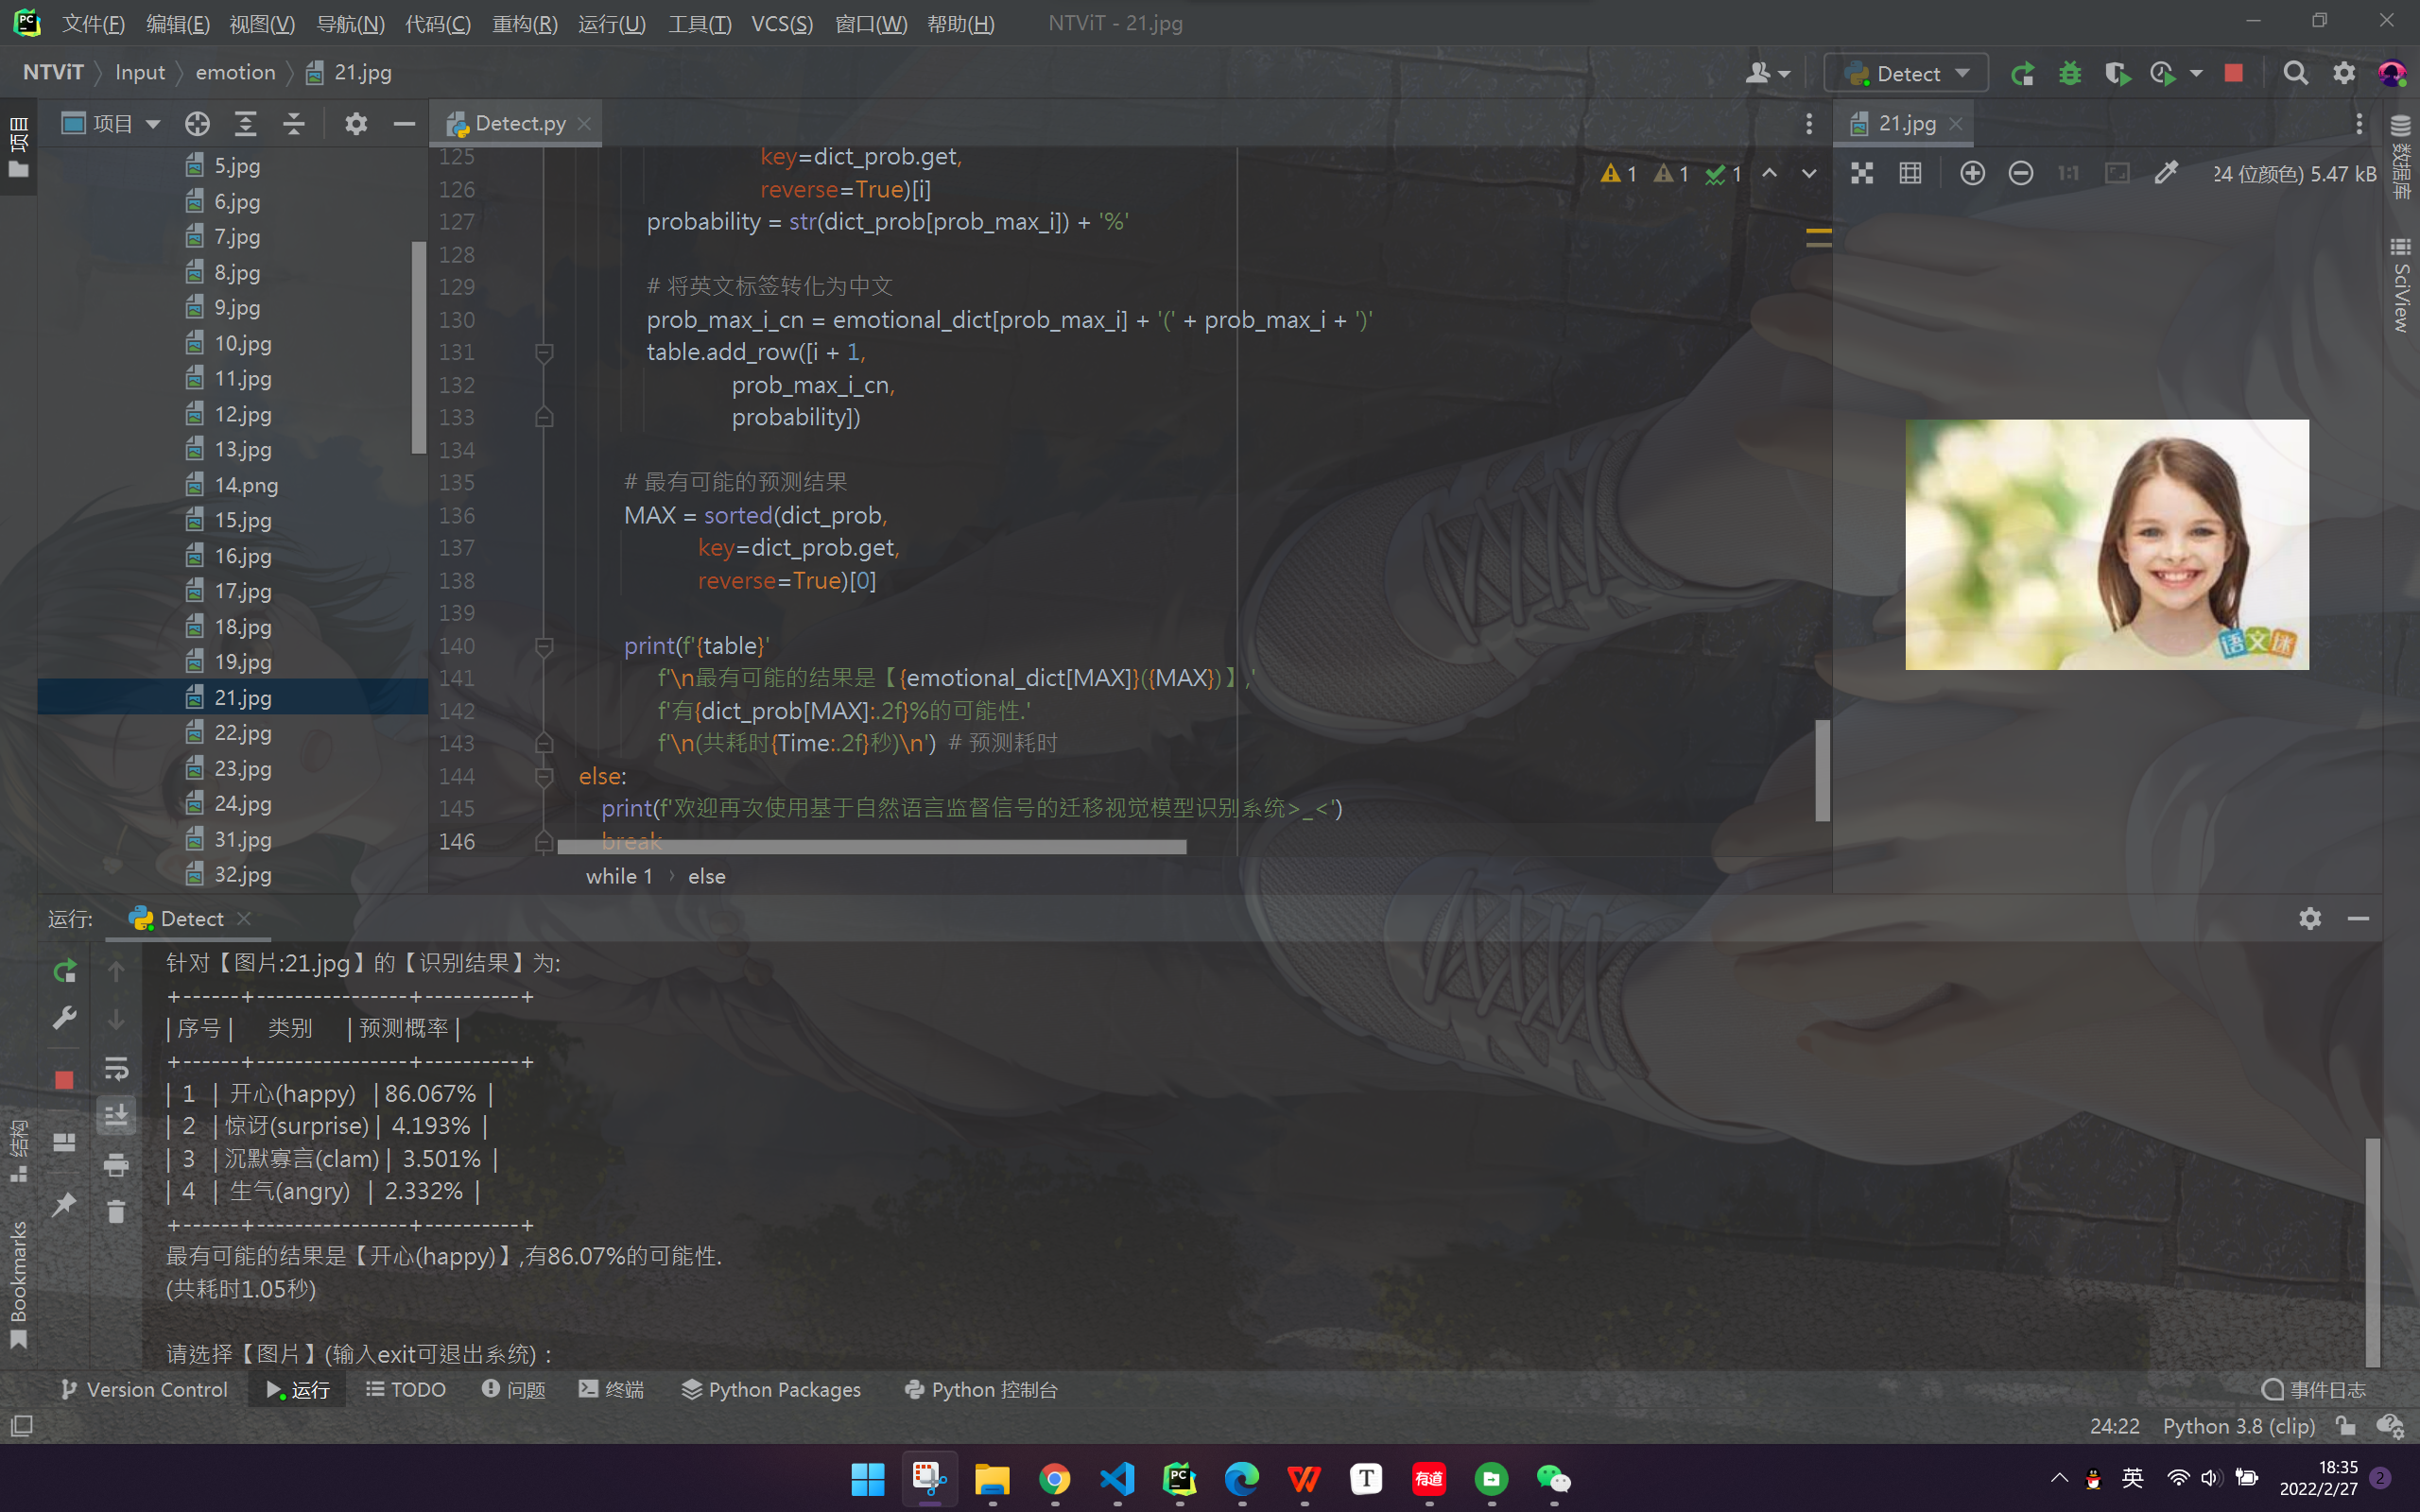 文件(F) 编辑(E) 视图(V) 导航(N) 代码(C) 重构(R) 运行(U) 工具(T) VCS(S) 窗口(W) 帮助(H) NTViT - 21.jpg
NTViT Input emotion 21.jpg Detect
项目
项目
Detect.py
21.jpg
1 1 1
24 位颜色) 5.47 kB
数据库
SciView
5.jpg
6.jpg
7.jpg
8.jpg
9.jpg
10.jpg
11.jpg
12.jpg
13.jpg
14.png
15.jpg
16.jpg
17.jpg
18.jpg
19.jpg
21.jpg
22.jpg
23.jpg
24.jpg
31.jpg
32.jpg
125 key=dict_prob.get,
126 reverse=True)[i]
127 probability = str(dict_prob[prob_max_i]) + '%'
128
129 # 将英文标签转化为中文
130 prob_max_i_cn = emotional_dict[prob_max_i] + '(' + prob_max_i + ')'
131 table.add_row([i + 1,
132 prob_max_i_cn,
133 probability])
134
135 # 最有可能的预测结果
136 MAX = sorted(dict_prob,
137 key=dict_prob.get,
138 reverse=True)[0]
139
140 print(f'{table}'
141 f'\n最有可能的结果是【{emotional_dict[MAX]}({MAX})】,'
142 f'有{dict_prob[MAX]:.2f}%的可能性.'
143 f'\n(共耗时{Time:.2f}秒)\n') # 预测耗时
144 else:
145 print(f'欢迎再次使用基于自然语言监督信号的迁移视觉模型识别系统>_<')
146 break
while 1 › else
语文迷
运行: Detect
针对【图片:21.jpg】的【识别结果】为:
+------+---------------+----------+
| 序号 | 类别 | 预测概率 |
+------+---------------+----------+
| 1 | 开心(happy) | 86.067% |
| 2 | 惊讶(surprise) | 4.193% |
| 3 | 沉默寡言(clam) | 3.501% |
| 4 | 生气(angry) | 2.332% |
+------+---------------+----------+
最有可能的结果是【开心(happy)】,有86.07%的可能性.
(共耗时1.05秒)
请选择【图片】(输入exit可退出系统) :
结构
Bookmarks
Version Control 运行 TODO 问题 终端 Python Packages Python 控制台 事件日志
24:22 Python 3.8 (clip)
PC
T
有道
英
18:35
2022/2/27
2